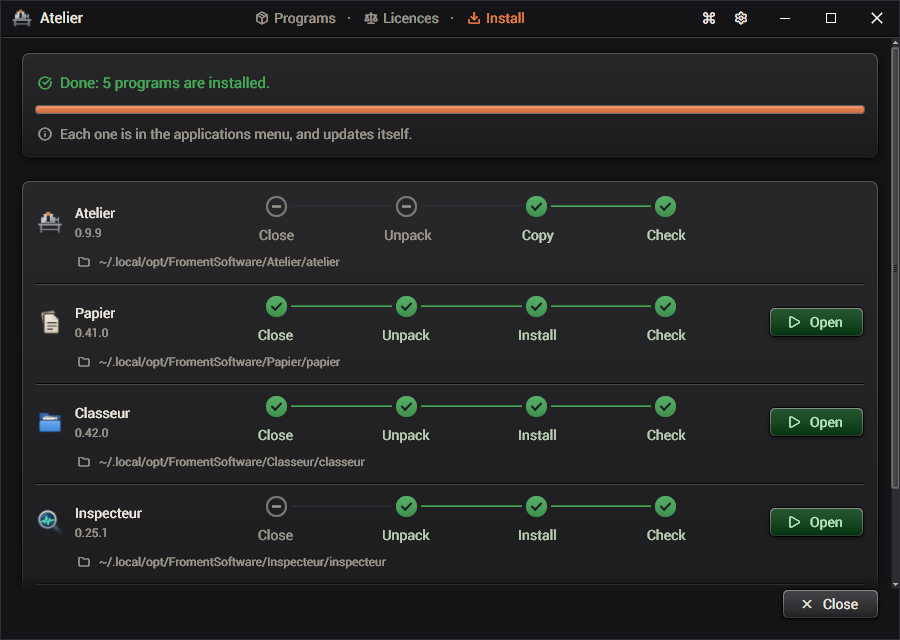 Atelier
Programs · Licences · Install
Done: 5 programs are installed.
Each one is in the applications menu, and updates itself.
Atelier
0.9.9
Close Unpack Copy Check
~/.local/opt/FromentSoftware/Atelier/atelier
Papier
0.41.0
Close Unpack Install Check
Open
~/.local/opt/FromentSoftware/Papier/papier
Classeur
0.42.0
Close Unpack Install Check
Open
~/.local/opt/FromentSoftware/Classeur/classeur
Inspecteur
0.25.1
Close Unpack Install Check
Open
~/.local/opt/FromentSoftware/Inspecteur/inspecteur
Close